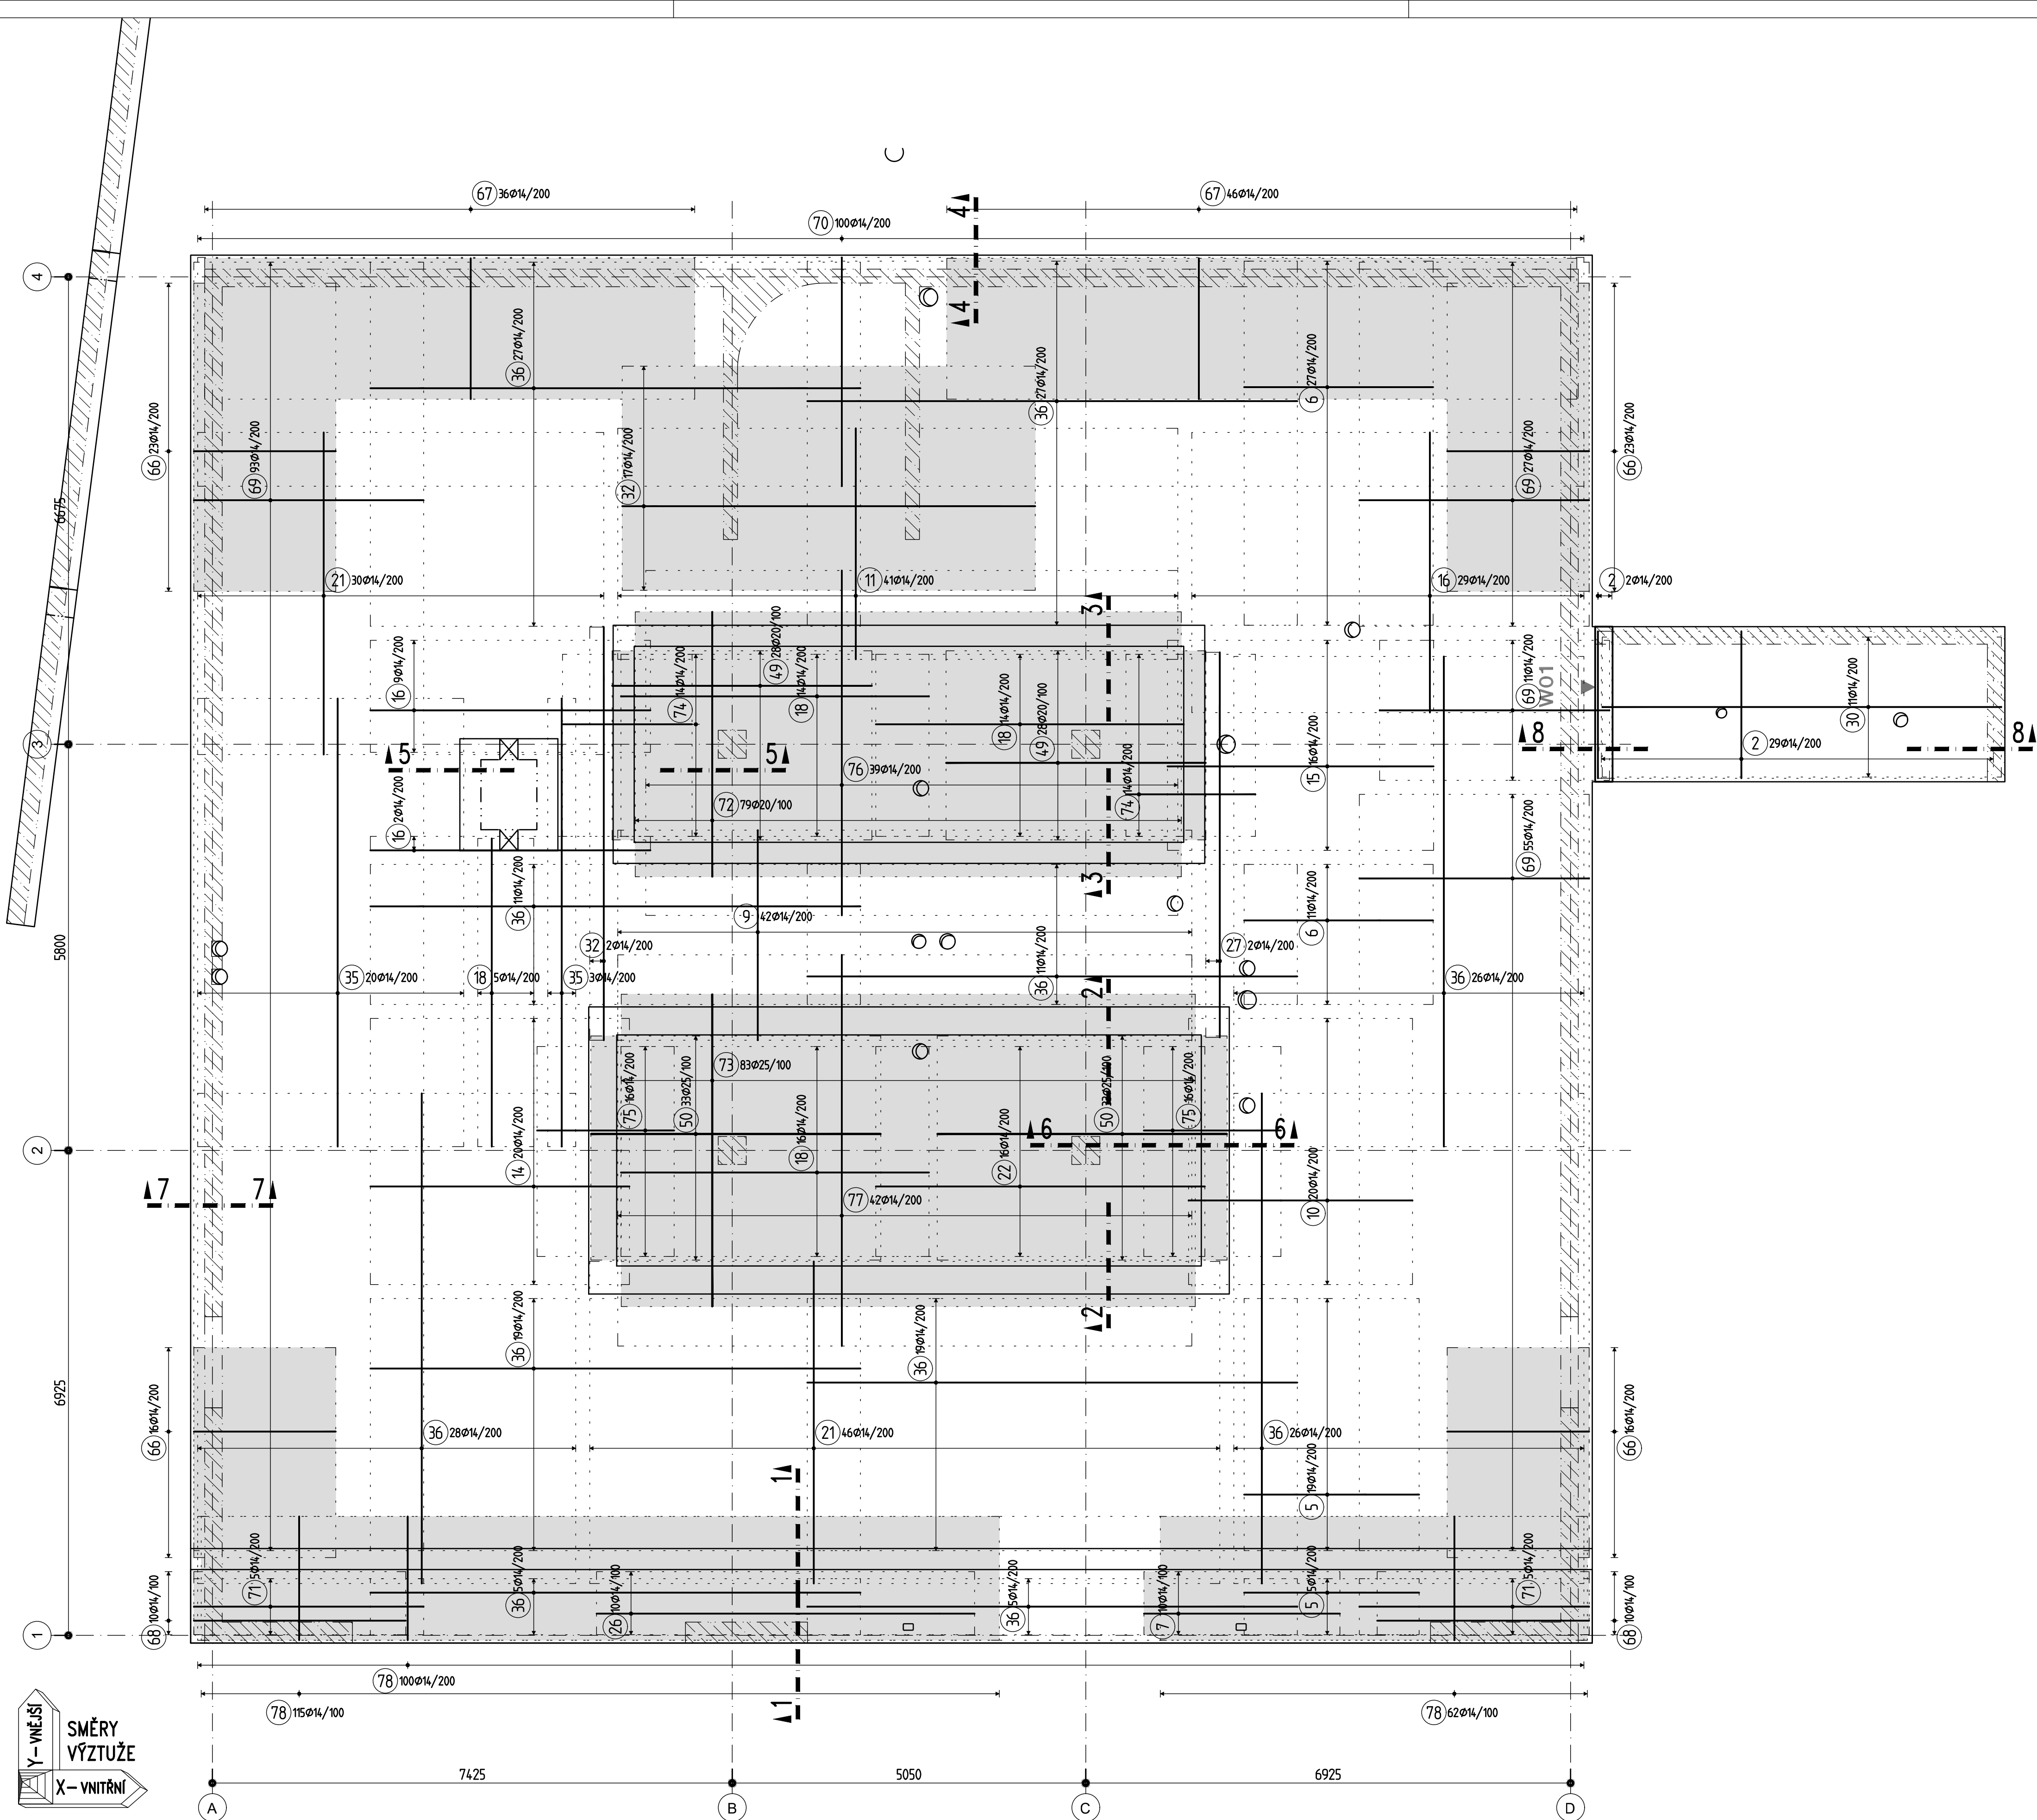 67 36ø14/200
67 46ø14/200
4
70 100ø14/200
4
4
36 27ø14/200
36 27ø14/200
6 27ø14/200
66 23ø14/200
69 93ø14/200
32 17ø14/200
69 27ø14/200
66 23ø14/200
6675
21 30ø14/200
11 41ø14/200
16 29ø14/200
2 2ø14/200
3
16 9ø14/200
74 14ø14/200
49 28ø20/100
18 14ø14/200
18 14ø14/200
49 28ø20/100
69 11ø14/200
W01
30 11ø14/200
3
5
5
8
8
76 39ø14/200
2 29ø14/200
15 16ø14/200
72 79ø20/100
74 14ø14/200
16 2ø14/200
69 55ø14/200
3
36 11ø14/200
9 42ø14/200
6 11ø14/200
5800
32 2ø14/200
27 2ø14/200
35 20ø14/200
18 5ø14/200
35 3ø14/200
36 11ø14/200
36 26ø14/200
2
73 83ø25/100
75 16ø14/200
50 33ø25/100
50 33ø25/100
75 16ø14/200
2
14 20ø14/200
18 16ø14/200
22 16ø14/200
6
6
7
7
77 42ø14/200
10 20ø14/200
2
36 19ø14/200
36 19ø14/200
6925
66 16ø14/200
36 28ø14/200
21 46ø14/200
36 26ø14/200
66 16ø14/200
1
5 19ø14/200
71 5ø14/200
36 5ø14/200
26 10ø14/100
36 5ø14/200
7 10ø14/100
5 5ø14/200
71 5ø14/200
1
68 10ø14/100
68 10ø14/100
78 100ø14/200
78 115ø14/100
1
78 62ø14/100
Y– VNĚJŠÍ
SMĚRY
VÝZTUŽE
X– VNITŘNÍ
7425
5050
6925
A
B
C
D